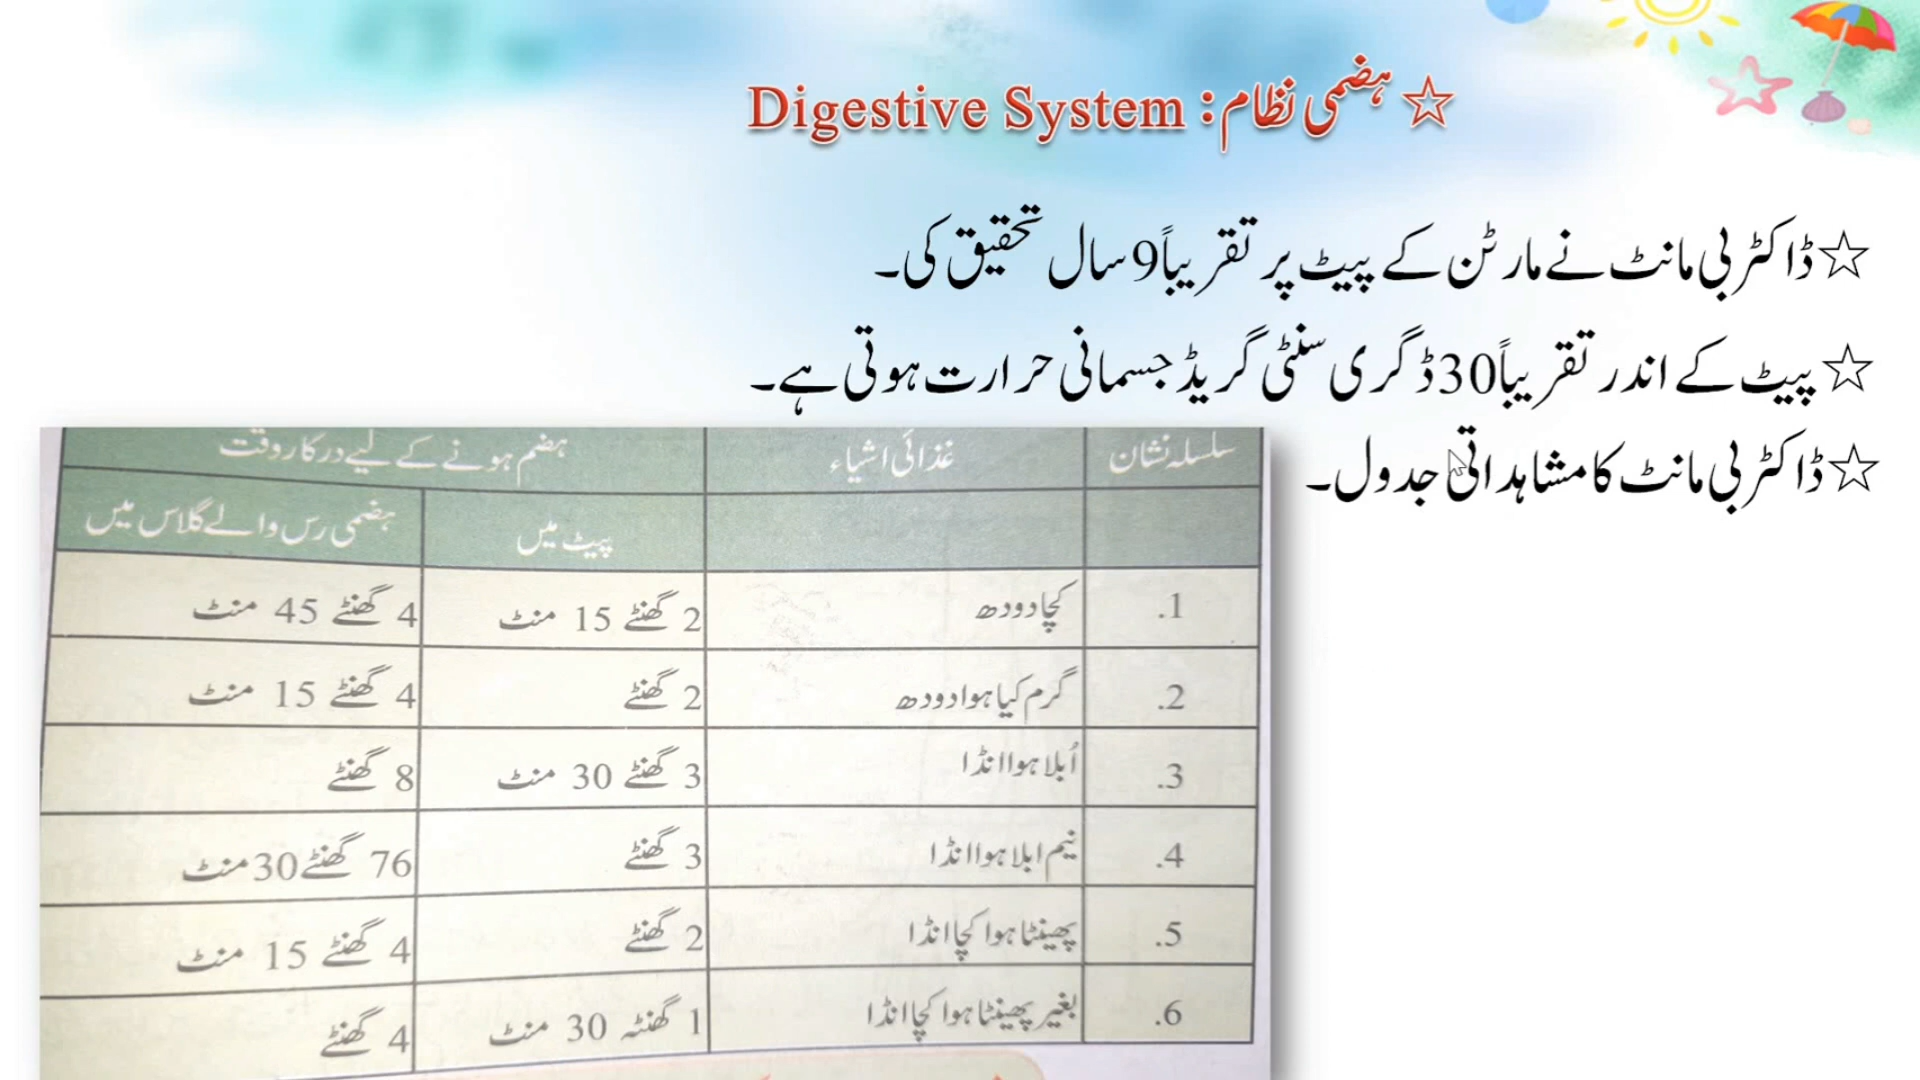 ☆ ہضمی نظام: Digestive System
☆ ڈاکٹر بی مانٹ نے مارٹن کے پیٹ پر تقریباً 9 سال تحقیق کی۔
☆ پیٹ کے اندر تقریباً 30 ڈگری سنٹی گریڈ جسمانی حرارت ہوتی ہے۔
☆ ڈاکٹر بی مانٹ کا مشاہداتی جدول۔
سلسلہ نشان غذائی اشیاء ہضم ہونے کے لیے درکار وقت
پیٹ میں ہضمی رس والے گلاس میں
1. کچا دودھ 2 گھنٹے 15 منٹ 4 گھنٹے 45 منٹ
2. گرم کیا ہوا دودھ 2 گھنٹے 4 گھنٹے 15 منٹ
3. اُبلا ہوا انڈا 3 گھنٹے 30 منٹ 8 گھنٹے
4. نیم ابلا ہوا انڈا 3 گھنٹے 76 گھنٹے 30 منٹ
5. پھینٹا ہوا کچا انڈا 2 گھنٹے 4 گھنٹے 15 منٹ
6. بغیر پھینٹا ہوا کچا انڈا 1 گھنٹہ 30 منٹ 4 گھنٹے